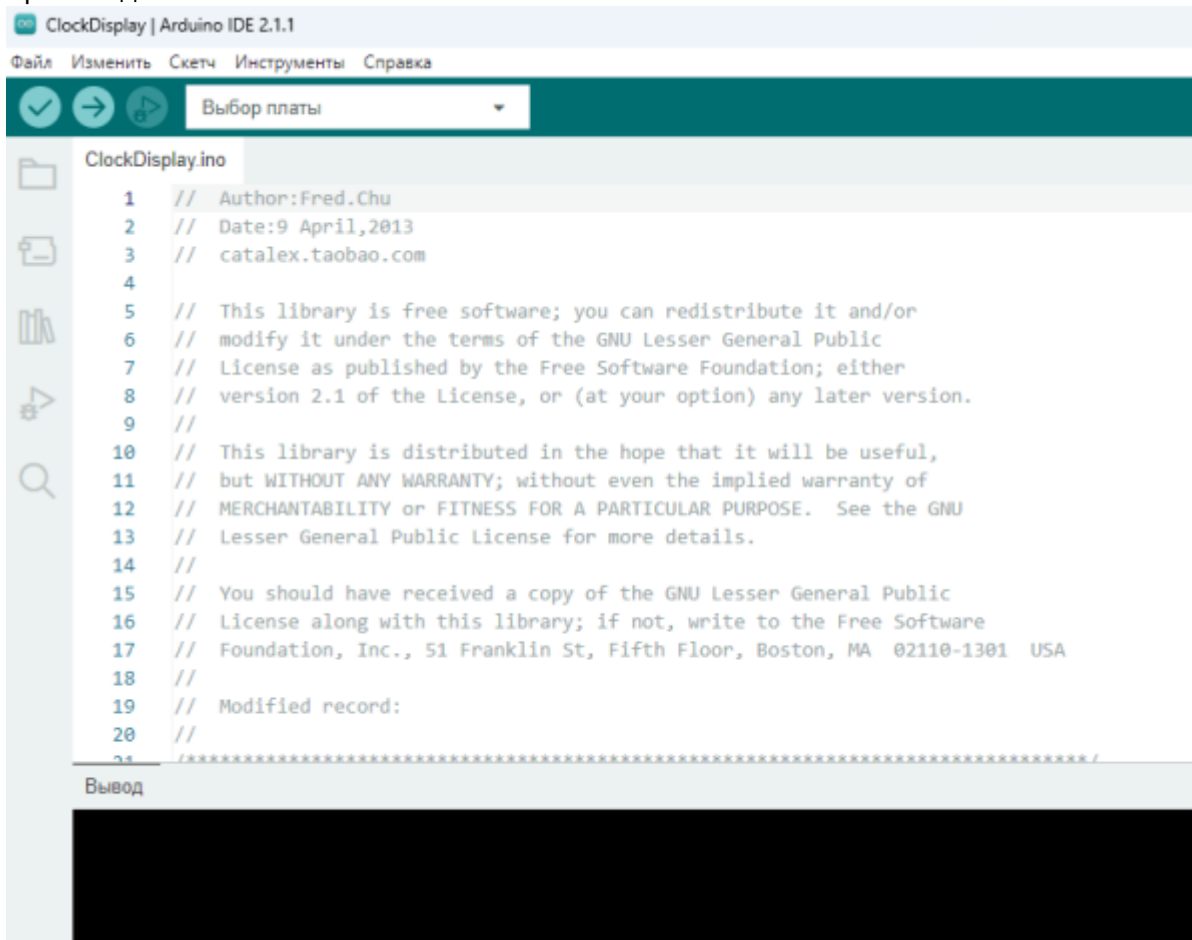 ClockDisplay | Arduino IDE 2.1.1
Файл Изменить Скетч Инструменты Справка
Выбор платы
ClockDisplay.ino
1 // Author:Fred.Chu
2 // Date:9 April,2013
3 // catalex.taobao.com
4
5 // This library is free software; you can redistribute it and/or
6 // modify it under the terms of the GNU Lesser General Public
7 // License as published by the Free Software Foundation; either
8 // version 2.1 of the License, or (at your option) any later version.
9 //
10 // This library is distributed in the hope that it will be useful,
11 // but WITHOUT ANY WARRANTY; without even the implied warranty of
12 // MERCHANTABILITY or FITNESS FOR A PARTICULAR PURPOSE.  See the GNU
13 // Lesser General Public License for more details.
14 //
15 // You should have received a copy of the GNU Lesser General Public
16 // License along with this library; if not, write to the Free Software
17 // Foundation, Inc., 51 Franklin St, Fifth Floor, Boston, MA  02110-1301  USA
18 //
19 // Modified record:
20 //
21 /*******************************************************************************/
Вывод